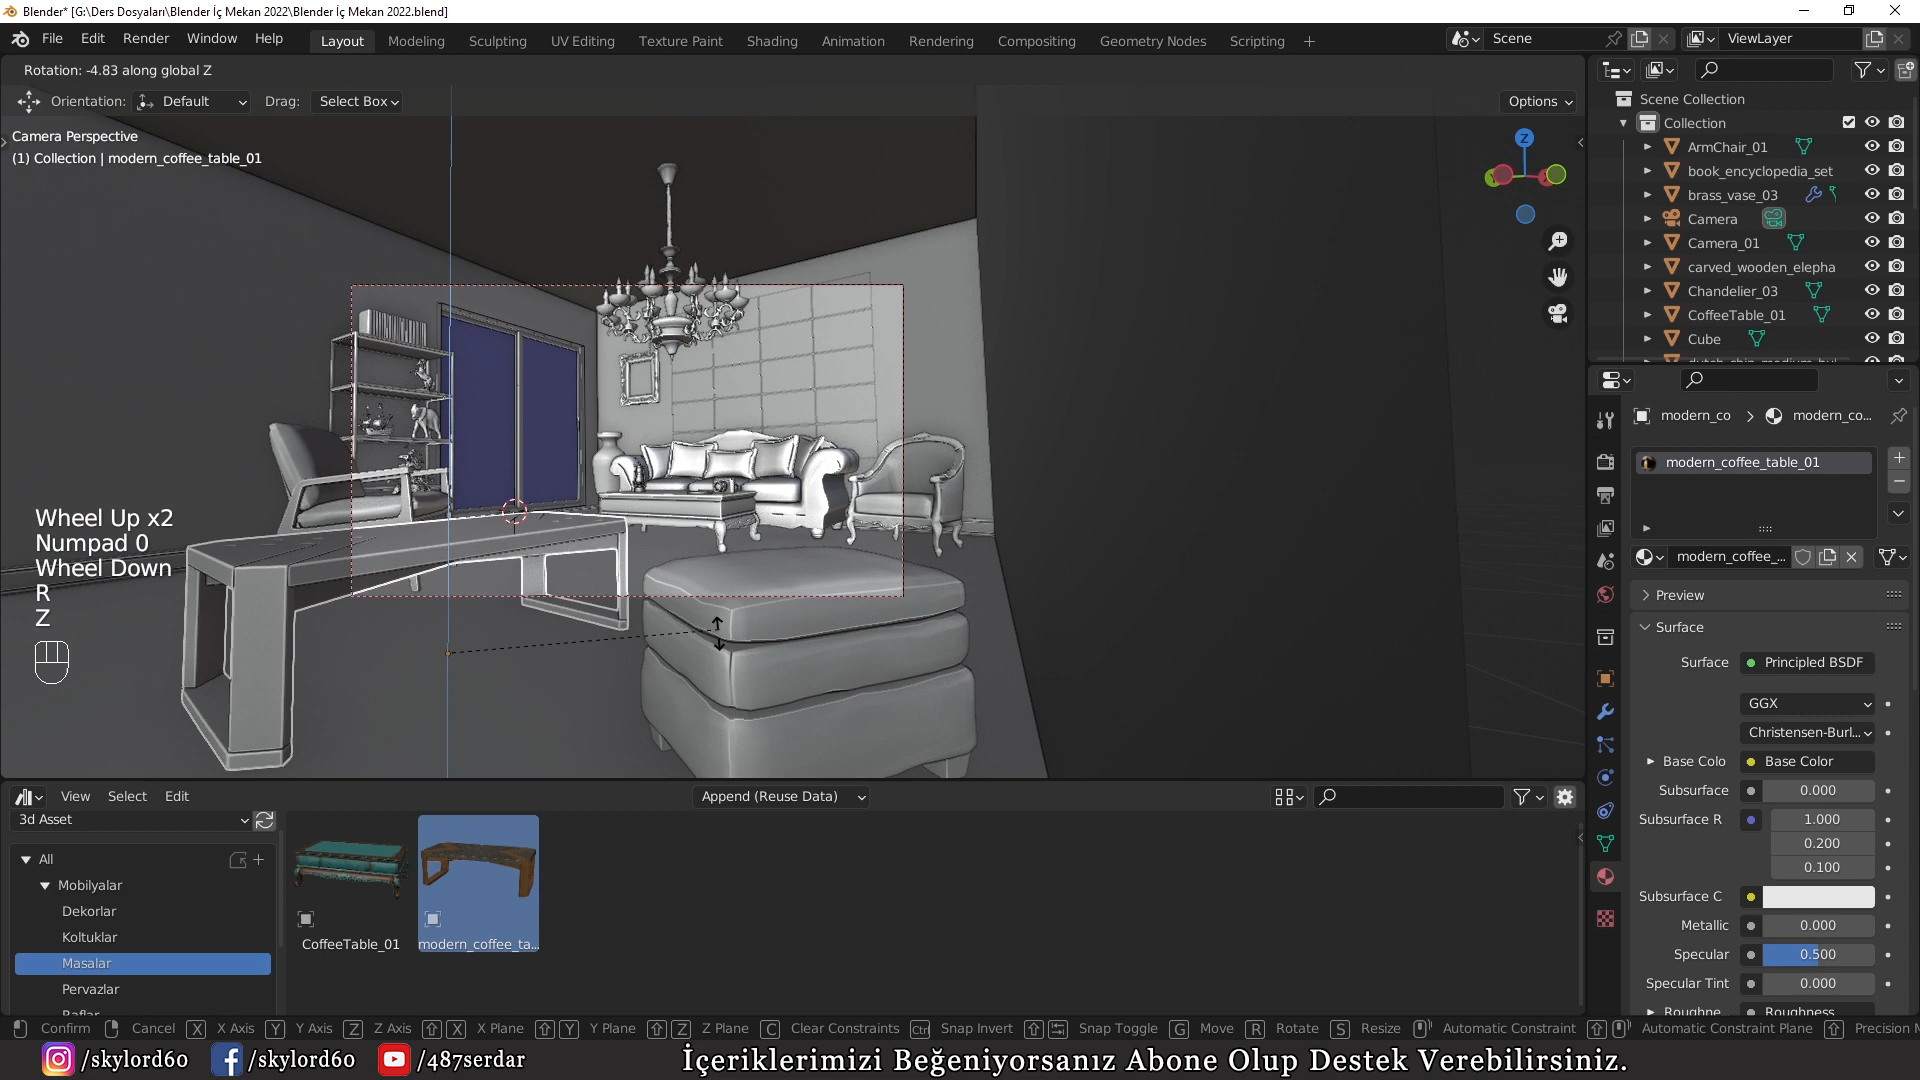 Blender* [G:\Ders Dosyaları\Blender İç Mekan 2022\Blender İç Mekan 2022.blend]
File Edit Render Window Help Layout Modeling Sculpting UV Editing Texture Paint Shading Animation Rendering Compositing Geometry Nodes Scripting + Scene ViewLayer
Rotation: -4.83 along global Z
Orientation: Default Drag: Select Box Options
Camera Perspective
(1) Collection | modern_coffee_table_01
Z
Wheel Up x2
Numpad 0
Wheel Down
R
Z
Scene Collection
Collection
ArmChair_01
book_encyclopedia_set
brass_vase_03
Camera
Camera_01
carved_wooden_elepha
Chandelier_03
CoffeeTable_01
Cube
modern_co > modern_co...
modern_coffee_table_01
modern_coffee_...
Preview
Surface
Surface Principled BSDF
GGX
Christensen-Burl...
Base Colo Base Color
Subsurface 0.000
Subsurface R 1.000
0.200
0.100
Subsurface C
Metallic 0.000
Specular 0.500
Specular Tint 0.000
Roughne... Roughness
View Select Edit Append (Reuse Data)
3d Asset
All
Mobilyalar
Dekorlar
Koltuklar
Masalar
Pervazlar
Raflar
CoffeeTable_01
modern_coffee_ta...
Confirm Cancel X X Axis Y Y Axis Z Z Axis X X Plane Y Y Plane Z Z Plane C Clear Constraints Ctrl Snap Invert Snap Toggle G Move R Rotate S Resize Automatic Constraint Automatic Constraint Plane Precision M
/skylord60 /skylord60 /487serdar İçeriklerimizi Beğeniyorsanız Abone Olup Destek Verebilirsiniz.